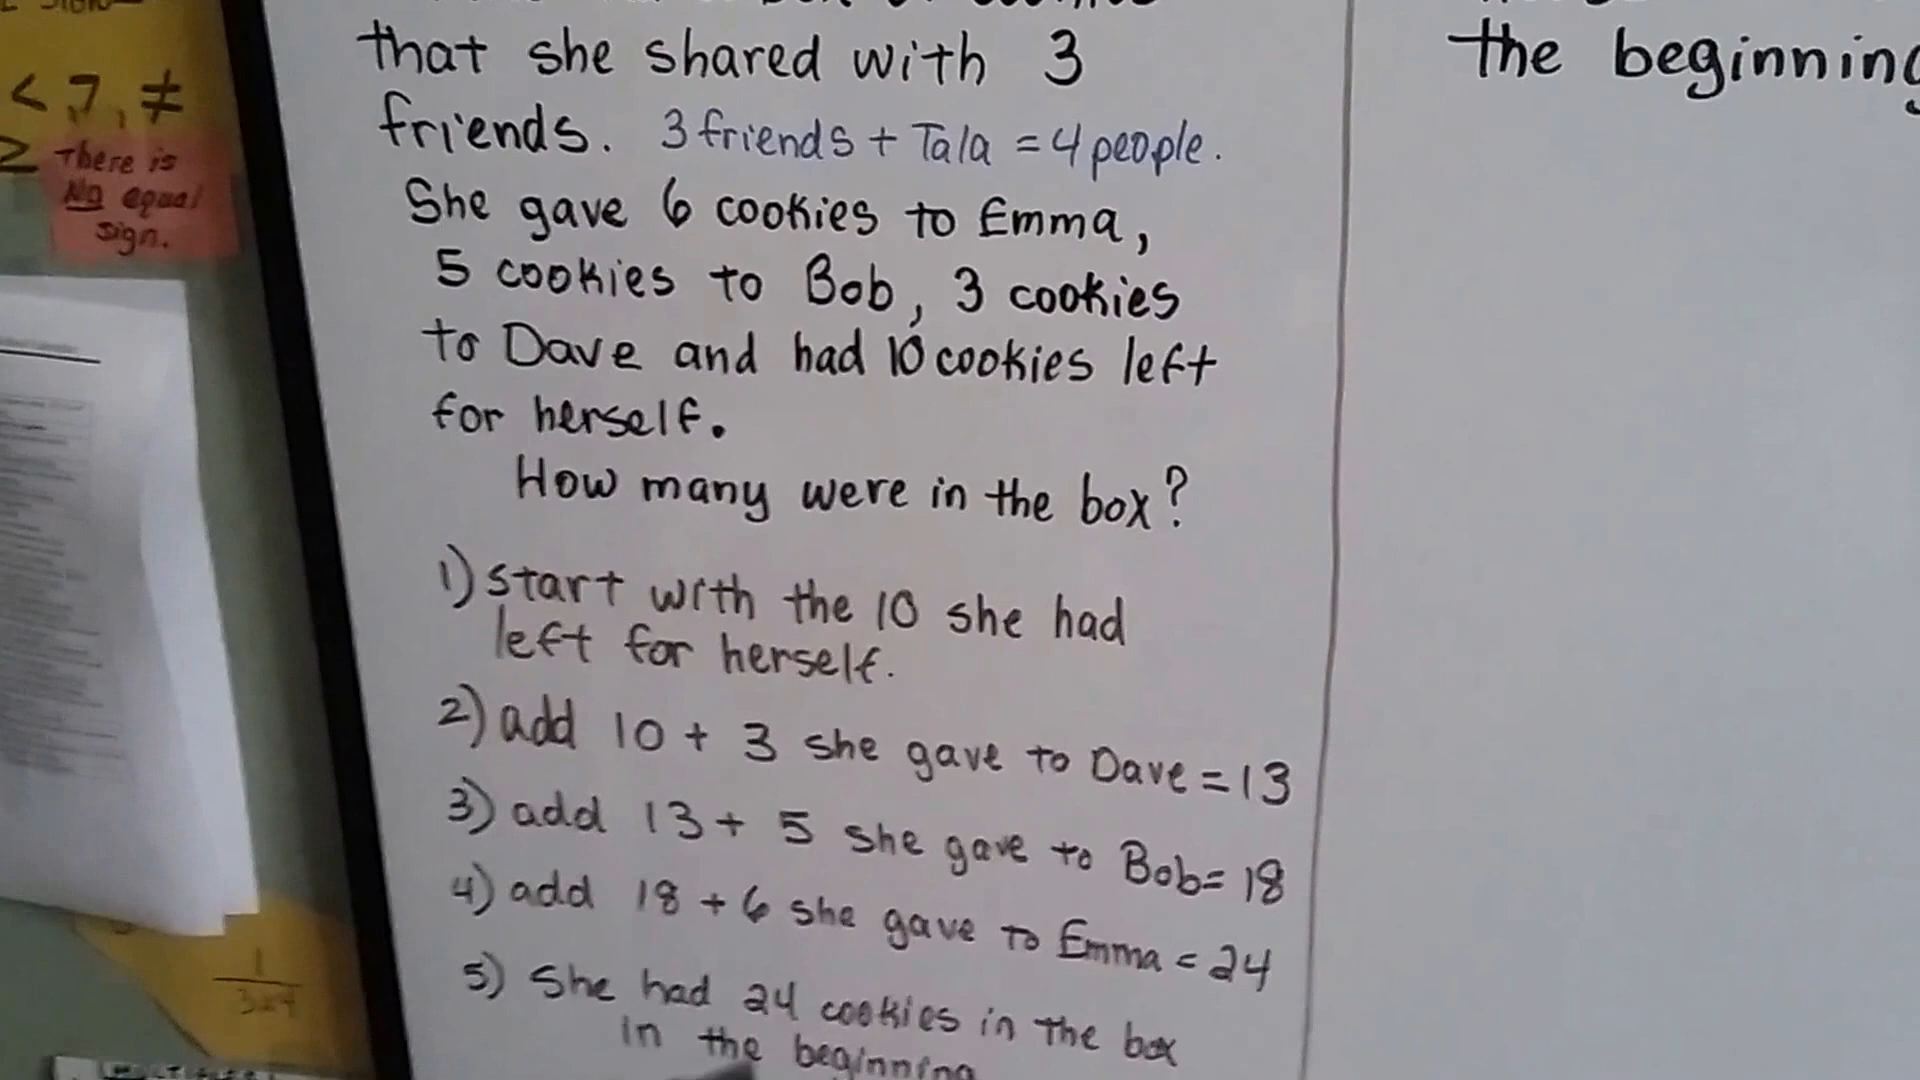 < 7, ≠
There is
No equal
sign.
that she shared with 3
friends. 3 friends + Tala = 4 people.
She gave 6 cookies to Emma,
5 cookies to Bob, 3 cookies
to Dave and had 10 cookies left
for herself.
How many were in the box?
1) start with the 10 she had
left for herself.
2) add 10 + 3 she gave to Dave = 13
3) add 13 + 5 she gave to Bob = 18
4) add 18 + 6 she gave to Emma = 24
5) She had 24 cookies in the box
in the beginning
the beginning